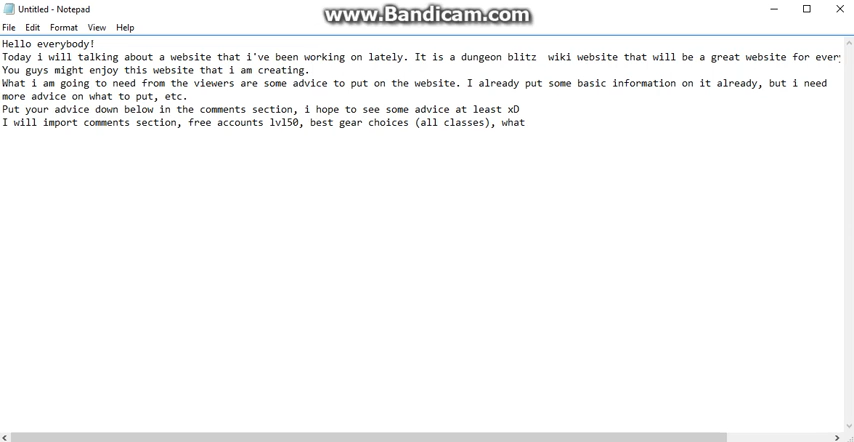 Untitled - Notepad
www.Bandicam.com
File Edit Format View Help
Hello everybody!
Today i will talking about a website that i've been working on lately. It is a dungeon blitz  wiki website that will be a great website for
You guys might enjoy this website that i am creating.
What i am going to need from the viewers are some advice to put on the website. I already put some basic information on it already, but i need
more advice on what to put, etc.
Put your advice down below in the comments section, i hope to see some advice at least xD
I will import comments section, free accounts lvl50, best gear choices (all classes), what